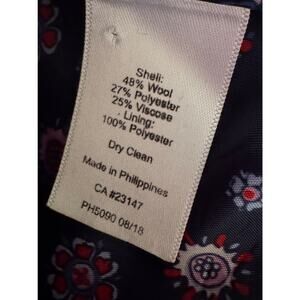 Shell:
48% Wool
27% Polyester
25% Viscose
Lining:
100% Polyester
Dry Clean
Made in Philippines
CA #23147
PH5090 08/18